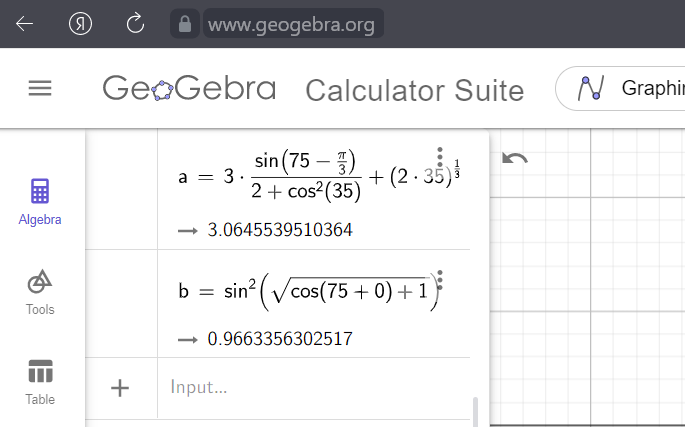 www.geogebra.org
GeoGebra Calculator Suite Graphi
a = 3 · sin(75 − π/3) / (2 + cos²(35)) + (2 · 35)^(1/3)
→ 3.0645539510364
Algebra
b = sin²(√(cos(75 + 0) + 1))
Tools
→ 0.9663356302517
+ Input...
Table